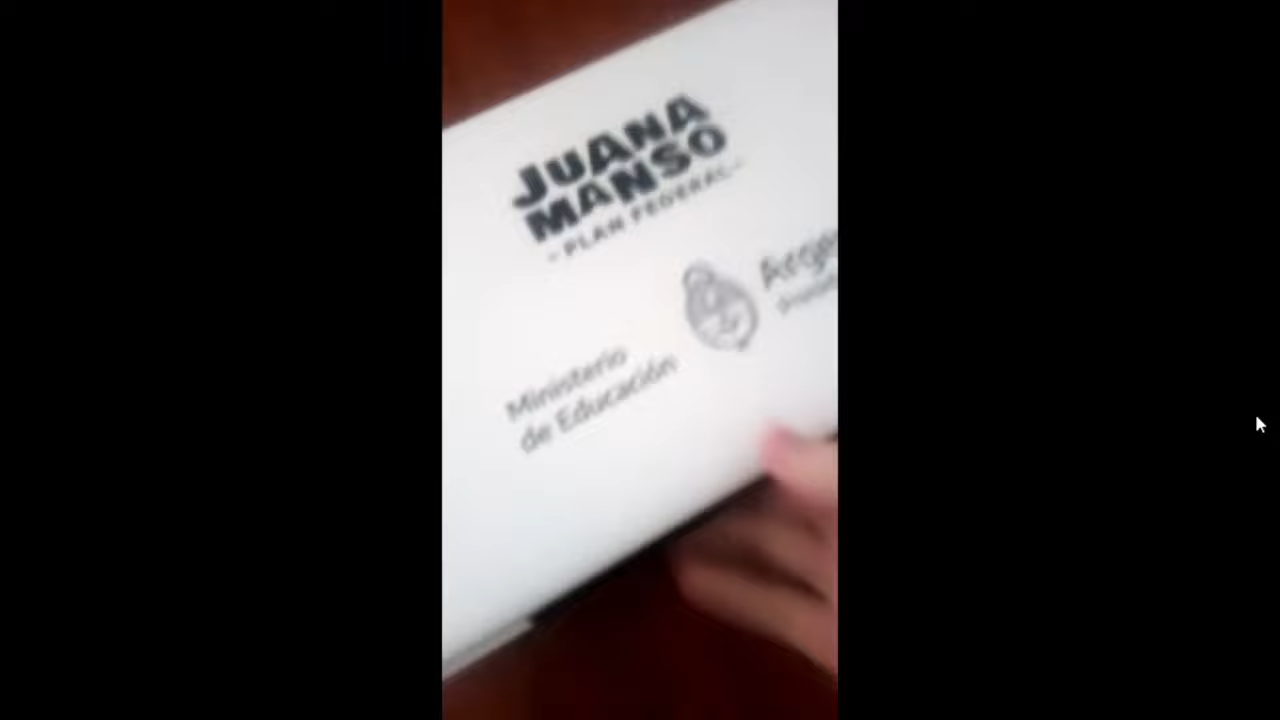 JUANA
MANSO
- PLAN FEDERAL -
Ministerio
de Educación